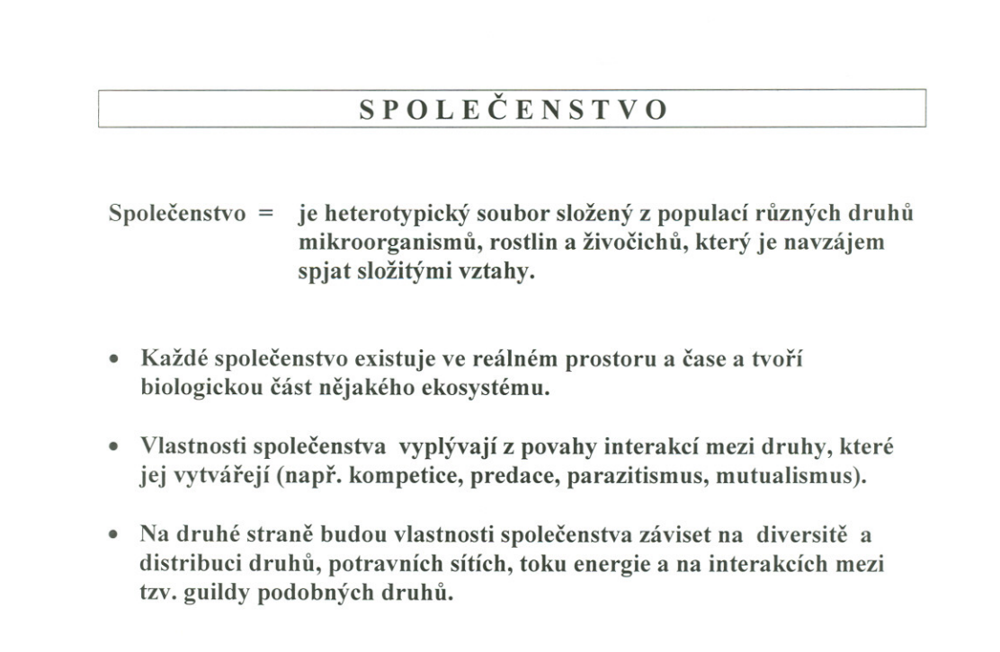 SPOLEČENSTVO
Společenstvo = je heterotypický soubor složený z populací různých druhů
mikroorganismů, rostlin a živočichů, který je navzájem
spjat složitými vztahy.
• Každé společenstvo existuje ve reálném prostoru a čase a tvoří
biologickou část nějakého ekosystému.
• Vlastnosti společenstva vyplývají z povahy interakcí mezi druhy, které
jej vytvářejí (např. kompetice, predace, parazitismus, mutualismus).
• Na druhé straně budou vlastnosti společenstva záviset na diversitě a
distribuci druhů, potravních sítích, toku energie a na interakcích mezi
tzv. guildy podobných druhů.